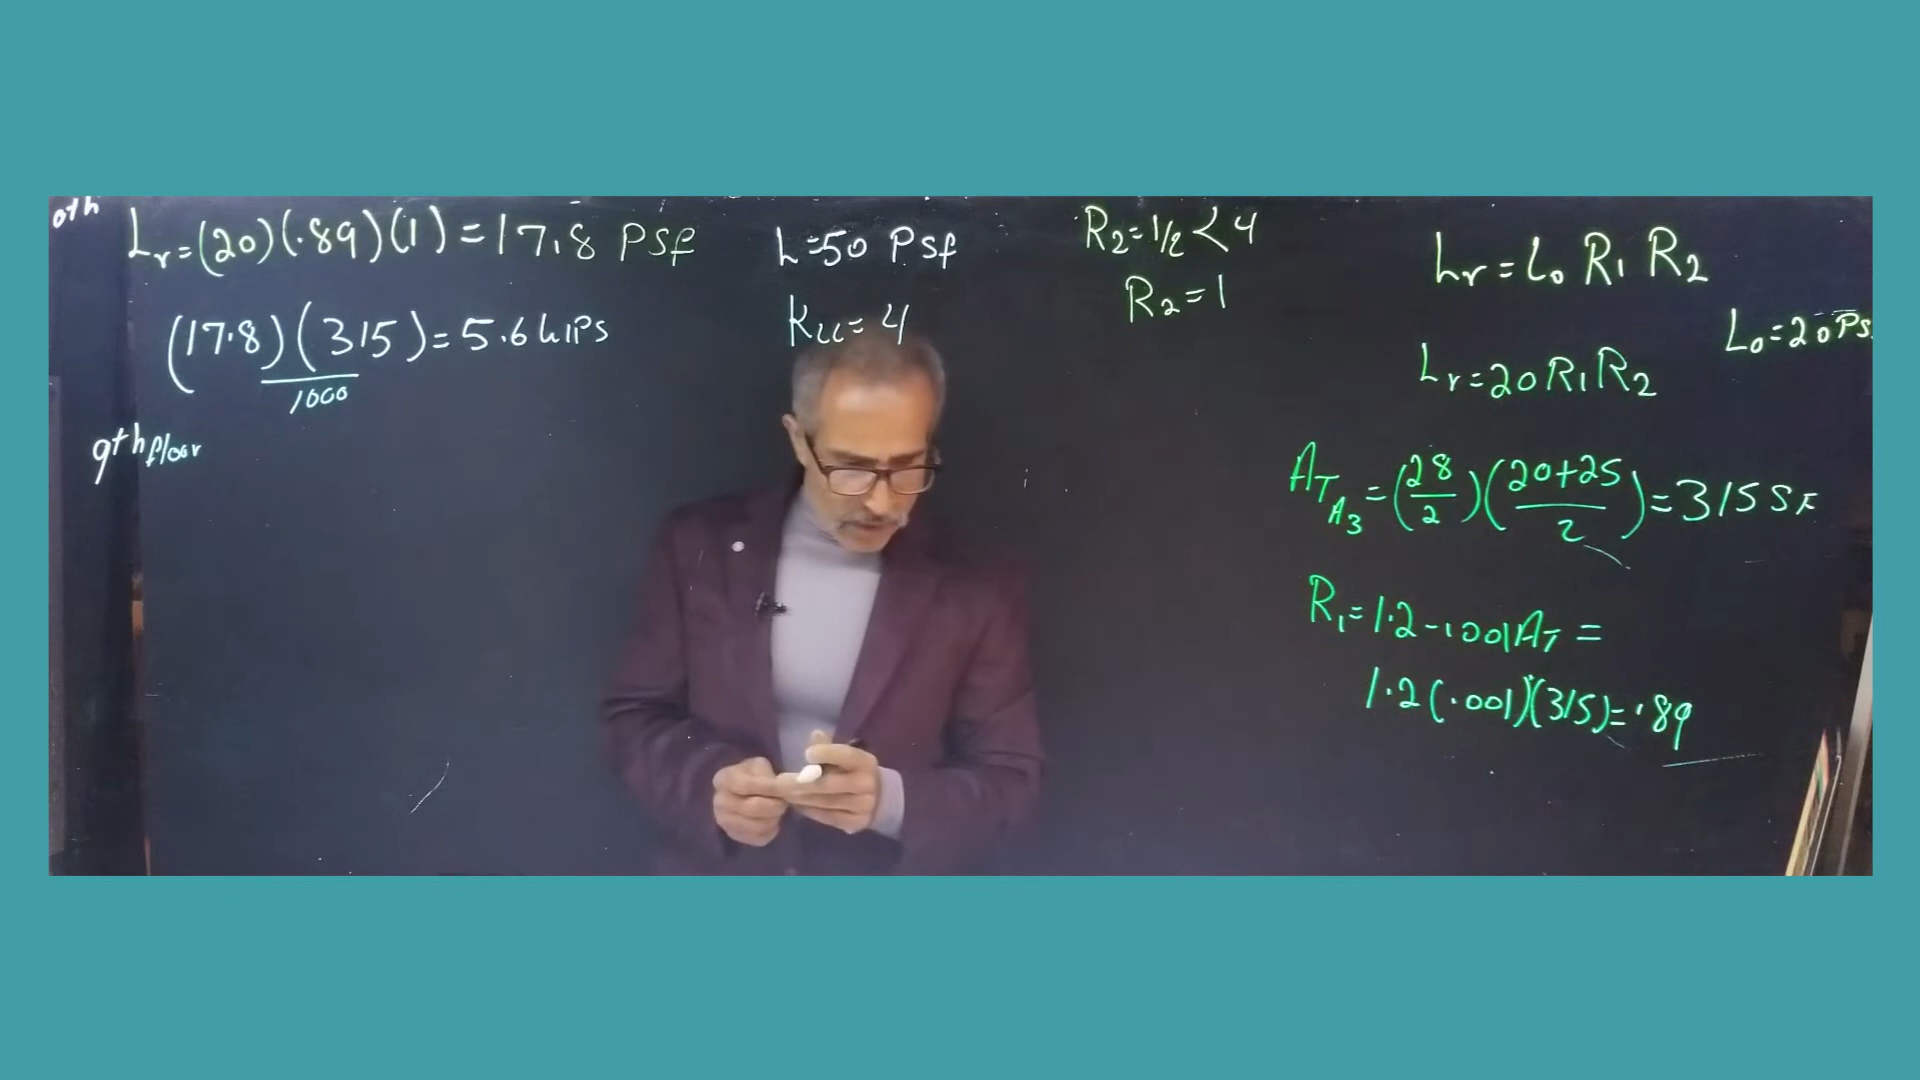 oth
Lr=(20)(.89)(1)=17.8 PSf
(17.8)(315)=5.6 kips
1000
9th floor
L=50 PSf
KLL=4
R2=1/2<4
R2=1
Lr=Lo R1 R2
Lo=20Ps
Lr=20R1R2
ATA3=(28/2)(20+25/2)=315SF
R1=1.2-.001AT=
1.2(.001)(315)=.89